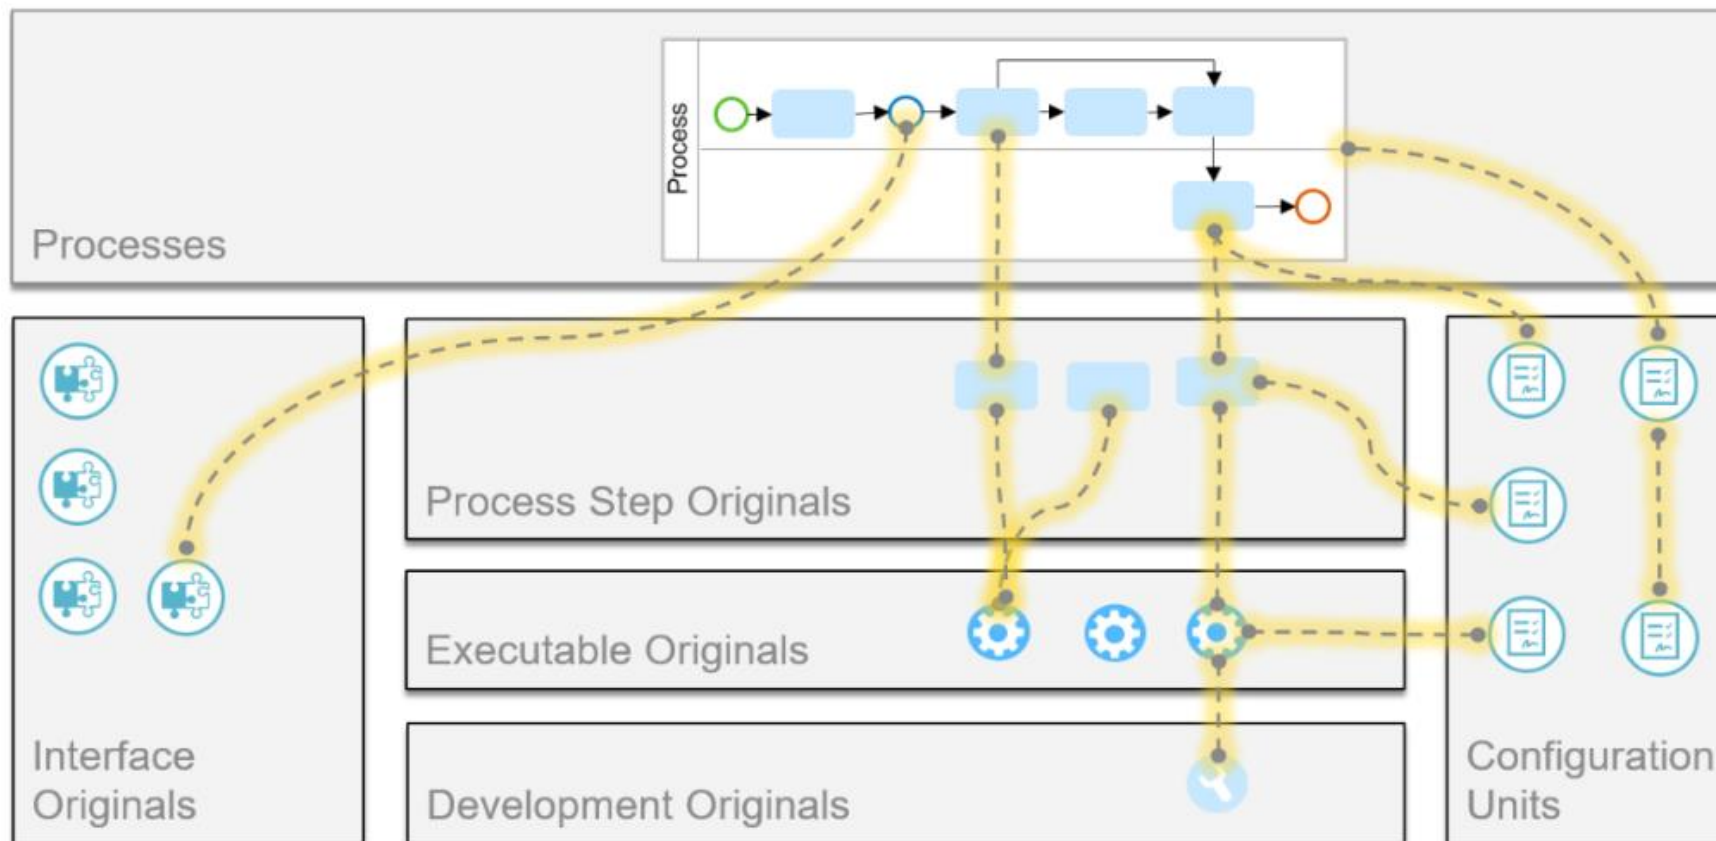 Process
Processes
Process Step Originals
Executable Originals
Interface
Originals
Development Originals
Configuration
Units